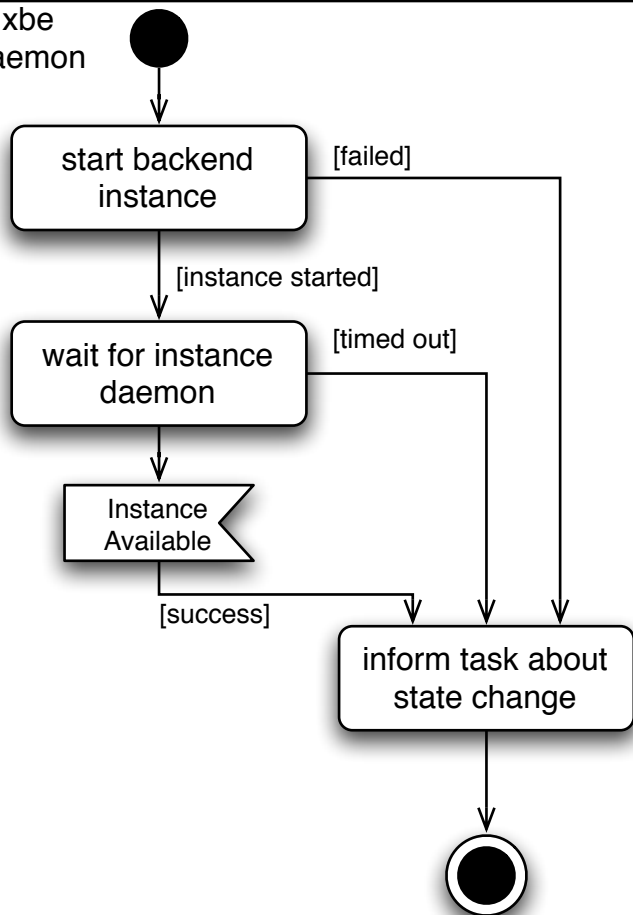 xbe
aemon
start backend
instance
[failed]
[instance started]
wait for instance
daemon
[timed out]
Instance
Available
[success]
inform task about
state change